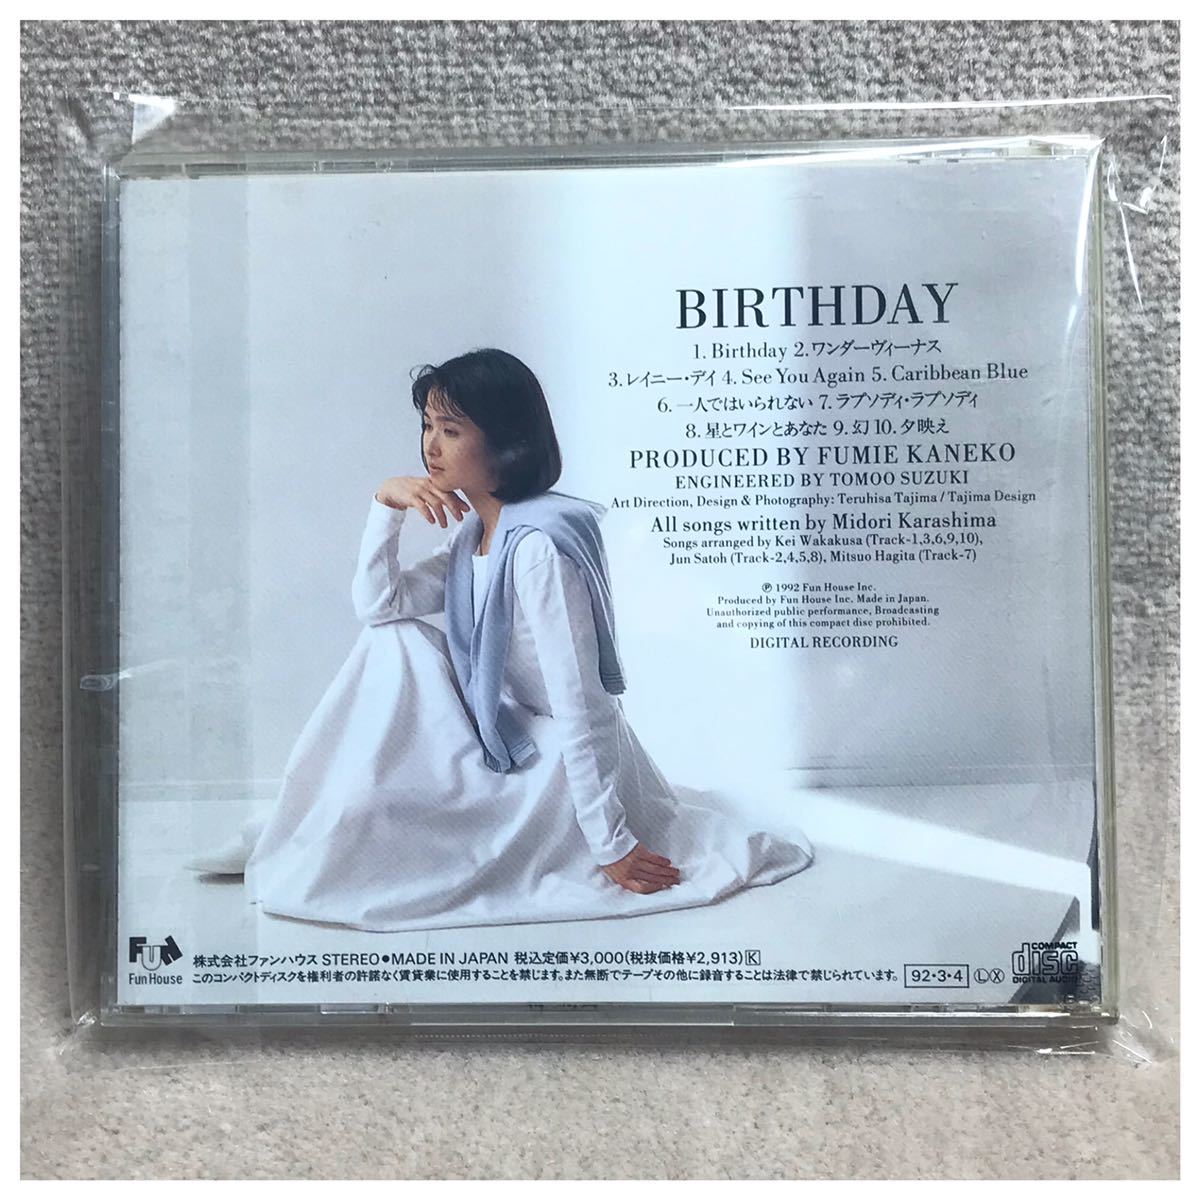 BIRTHDAY
1. Birthday 2.ワンダーヴィーナス
3.レイニー・デイ 4. See You Again 5. Caribbean Blue
6. 一人ではいられない 7. ラプソディ・ラプソディ
8. 星とワインとあなた 9. 幻 10. 夕映え
PRODUCED BY FUMIE KANEKO
ENGINEERED BY TOMOO SUZUKI
Art Direction, Design & Photography: Teruhisa Tajima / Tajima Design
All songs written by Midori Karashima
Songs arranged by Kei Wakakusa (Track-1,3,6,9,10),
Jun Satoh (Track-2,4,5,8), Mitsuo Hagita (Track-7)
Ⓟ 1992 Fun House Inc.
Produced by Fun House Inc. Made in Japan.
Unauthorized public performance, Broadcasting
and copying of this compact disc prohibited.
DIGITAL RECORDING
FUN
Fun House
株式会社ファンハウス STEREO●MADE IN JAPAN 税込定価¥3,000(税抜価格¥2,913) K
このコンパクトディスクを権利者の許諾なく賃貸業に使用することを禁じます。また無断でテープその他に録音することは法律で禁じられています。 92・3・4 Ⓛ Ⓧ
COMPACT
disc
DIGITAL AUDIO